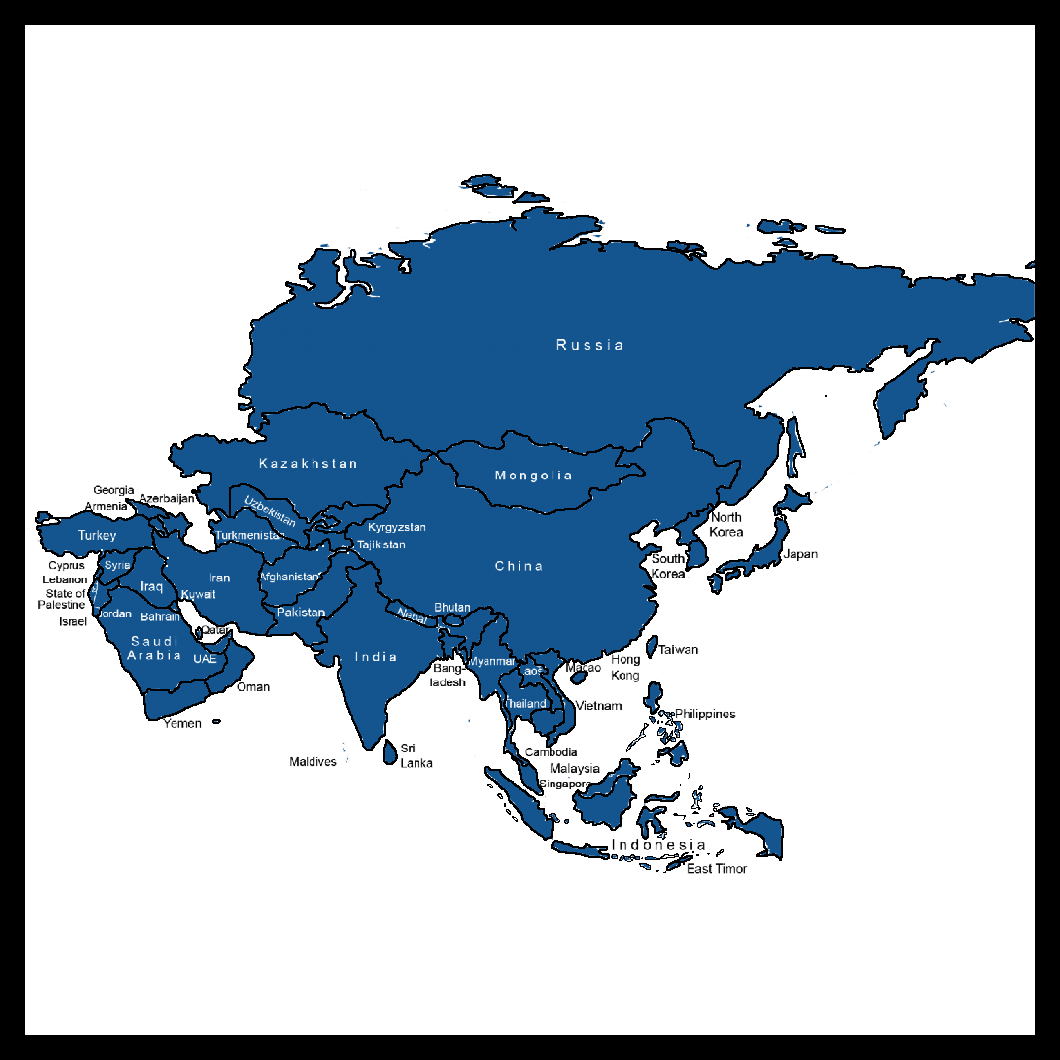 Russia
Kazakhstan
Mongolia
Georgia
Azerbaijan
Armenia
Uzbekistan
Kyrgyzstan
North
Korea
Turkey
Turkmenistan
Tajikistan
Japan
Cyprus
Syria
China
South
Korea
Lebanon
Iran
Afghanistan
State of
Palestine
Iraq
Kuwait
Israel
Jordan
Bahrain
Pakistan
Nepal
Bhutan
Qatar
Saudi
Arabia
UAE
India
Bang-
ladesh
Myanmar
Laos
Macao
Hong
Kong
Taiwan
Oman
Thailand
Vietnam
Yemen
Philippines
Maldives
Sri
Lanka
Cambodia
Malaysia
Singapore
Indonesia
East Timor